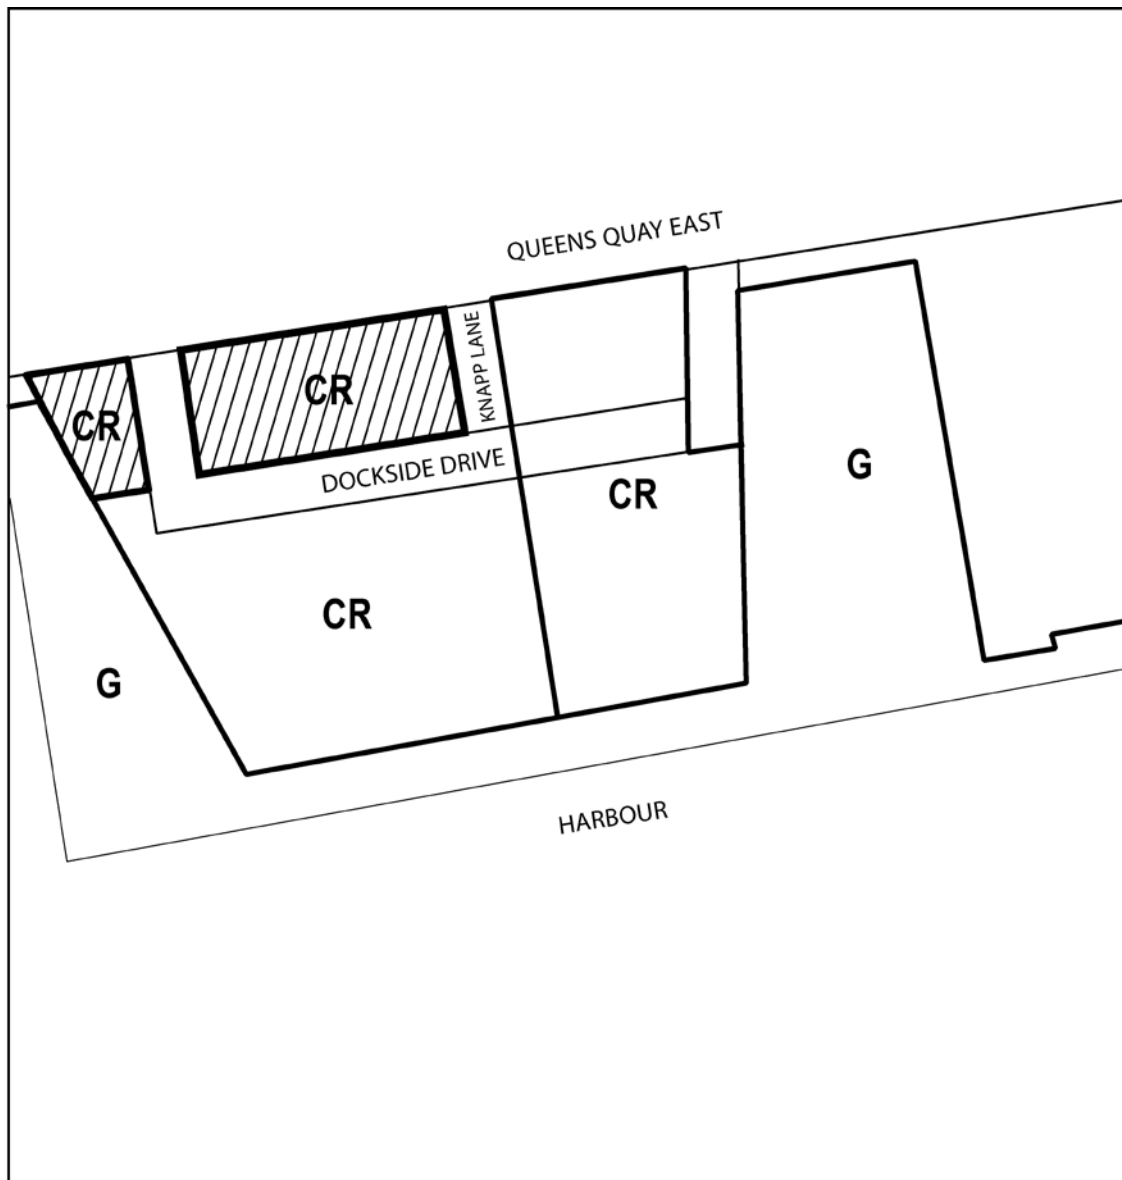 QUEENS QUAY EAST
KNAPP LANE
CR
CR
DOCKSIDE DRIVE
G
CR
CR
G
HARBOUR